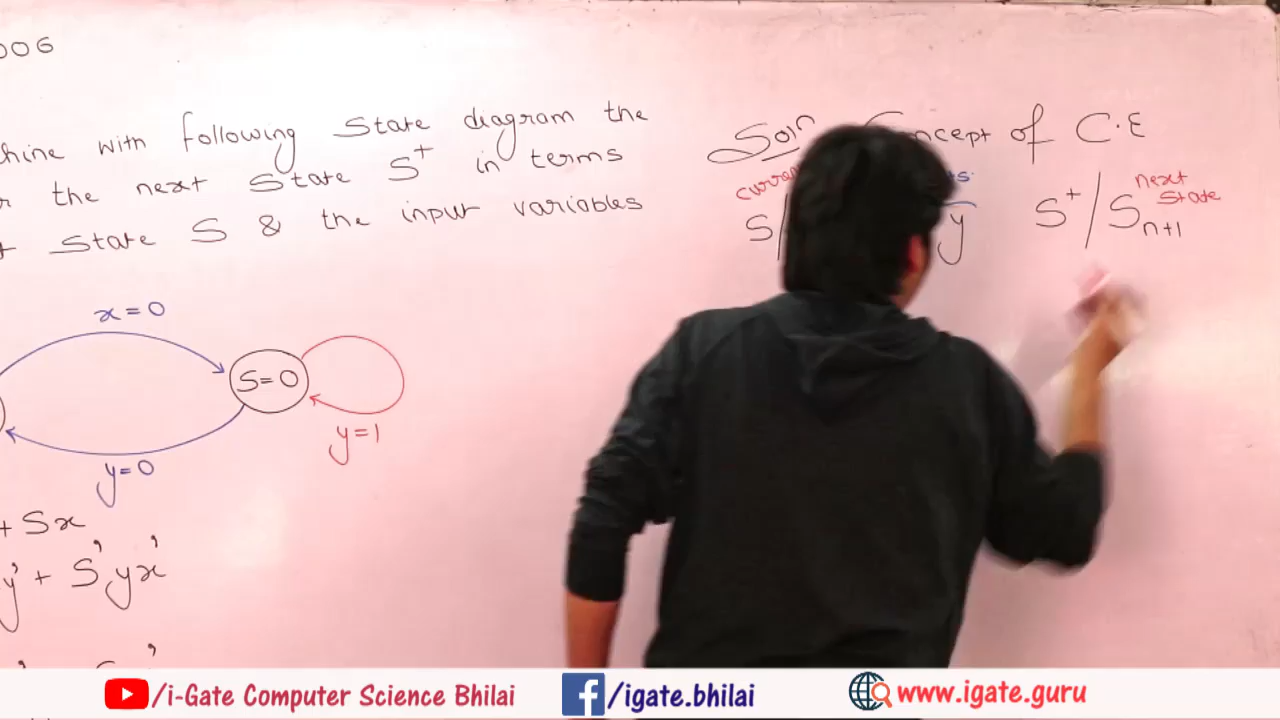 006
hine with following State diagram the
the next State S⁺ in terms
State S & the input variables
x=0
S=0
y=1
y=0
+ Sx
y' + S'yx'
Soln
of C.E
S
y
S⁺/Sn+1
next
State
/i-Gate Computer Science Bhilai
/igate.bhilai
www.igate.guru